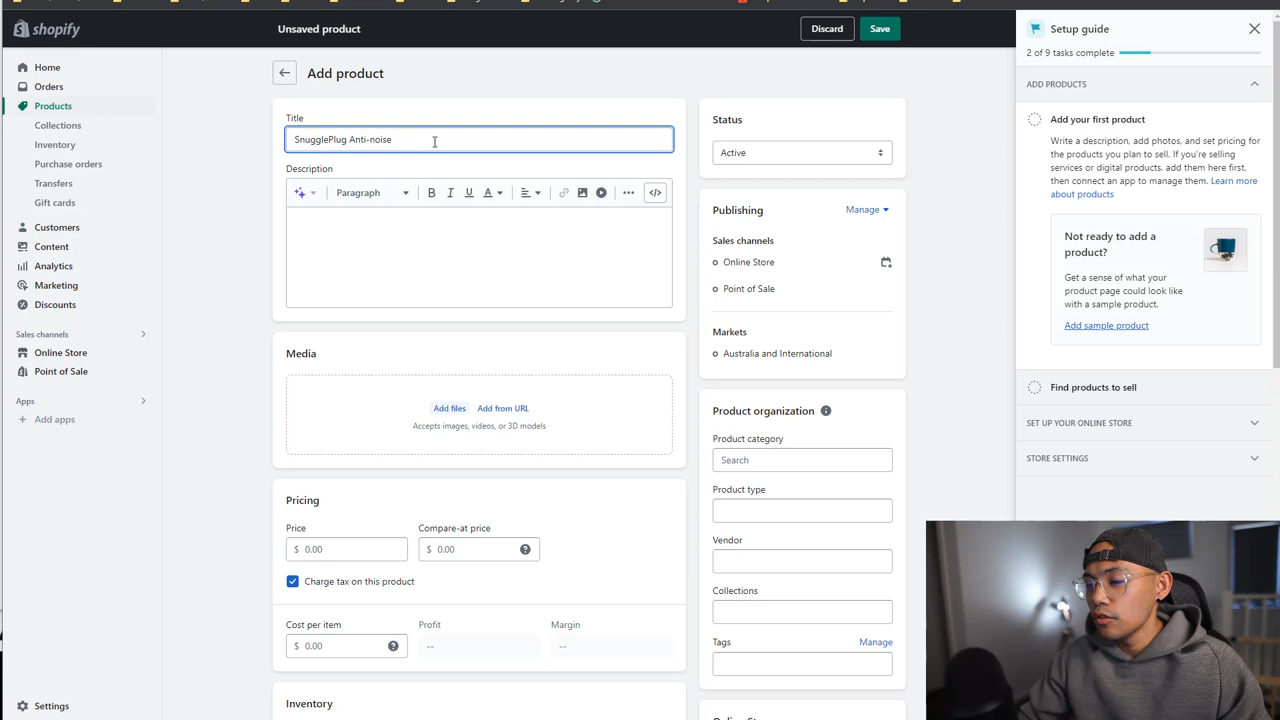 shopify
Unsaved product
Discard
Save
Home
Orders
Products
Collections
Inventory
Purchase orders
Transfers
Gift cards
Customers
Content
Analytics
Marketing
Discounts
Sales channels
Online Store
Point of Sale
Apps
Add apps
Settings
Add product
Title
SnugglePlug Anti-noise
Description
Paragraph
Media
Add files
Add from URL
Accepts images, videos, or 3D models
Pricing
Price
Compare-at price
$ 0.00
$ 0.00
Charge tax on this product
Cost per item
Profit
Margin
$ 0.00
--
--
Inventory
Status
Active
Publishing
Manage
Sales channels
Online Store
Point of Sale
Markets
Australia and International
Product organization
Product category
Search
Product type
Vendor
Collections
Tags
Manage
Setup guide
2 of 9 tasks complete
ADD PRODUCTS
Add your first product
Write a description, add photos, and set pricing for
the products you plan to sell. If you're selling
services or digital products, add them here first,
then connect an app to manage them. Learn more
about products
Not ready to add a
product?
Get a sense of what your
product page could look like
with a sample product.
Add sample product
Find products to sell
SET UP YOUR ONLINE STORE
STORE SETTINGS